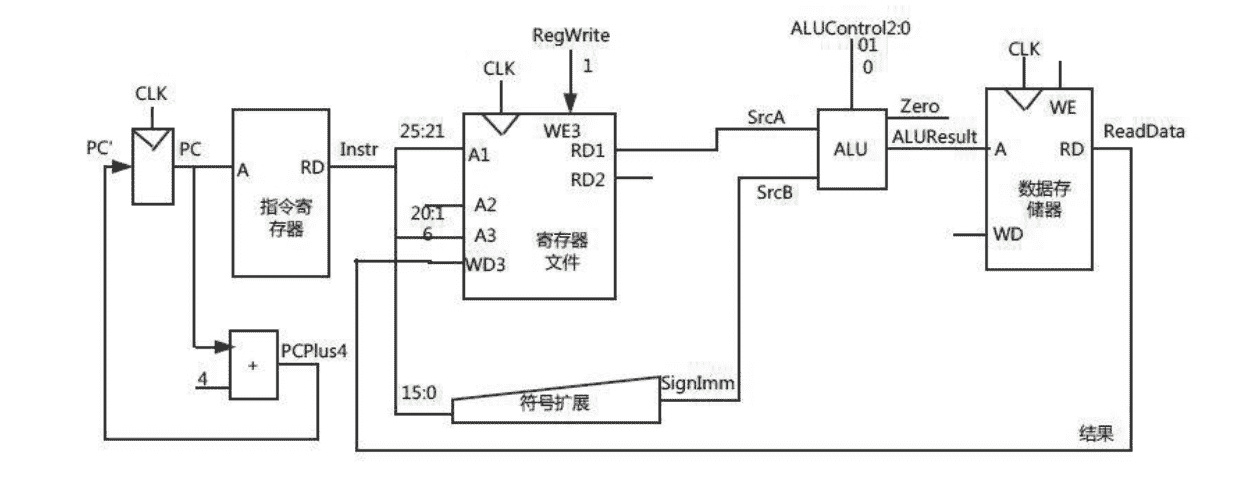 RegWrite
1
ALUControl2:0
01
0
CLK
CLK
CLK
PC'
PC
A
RD
指令寄
存器
Instr
25:21
A1
WE3
RD1
RD2
A2
20:1
6
A3
WD3
寄存器
文件
SrcA
SrcB
ALU
Zero
ALUResult
WE
A
RD
数据存
储器
WD
ReadData
+
4
PCPlus4
15:0
符号扩展
SignImm
结果